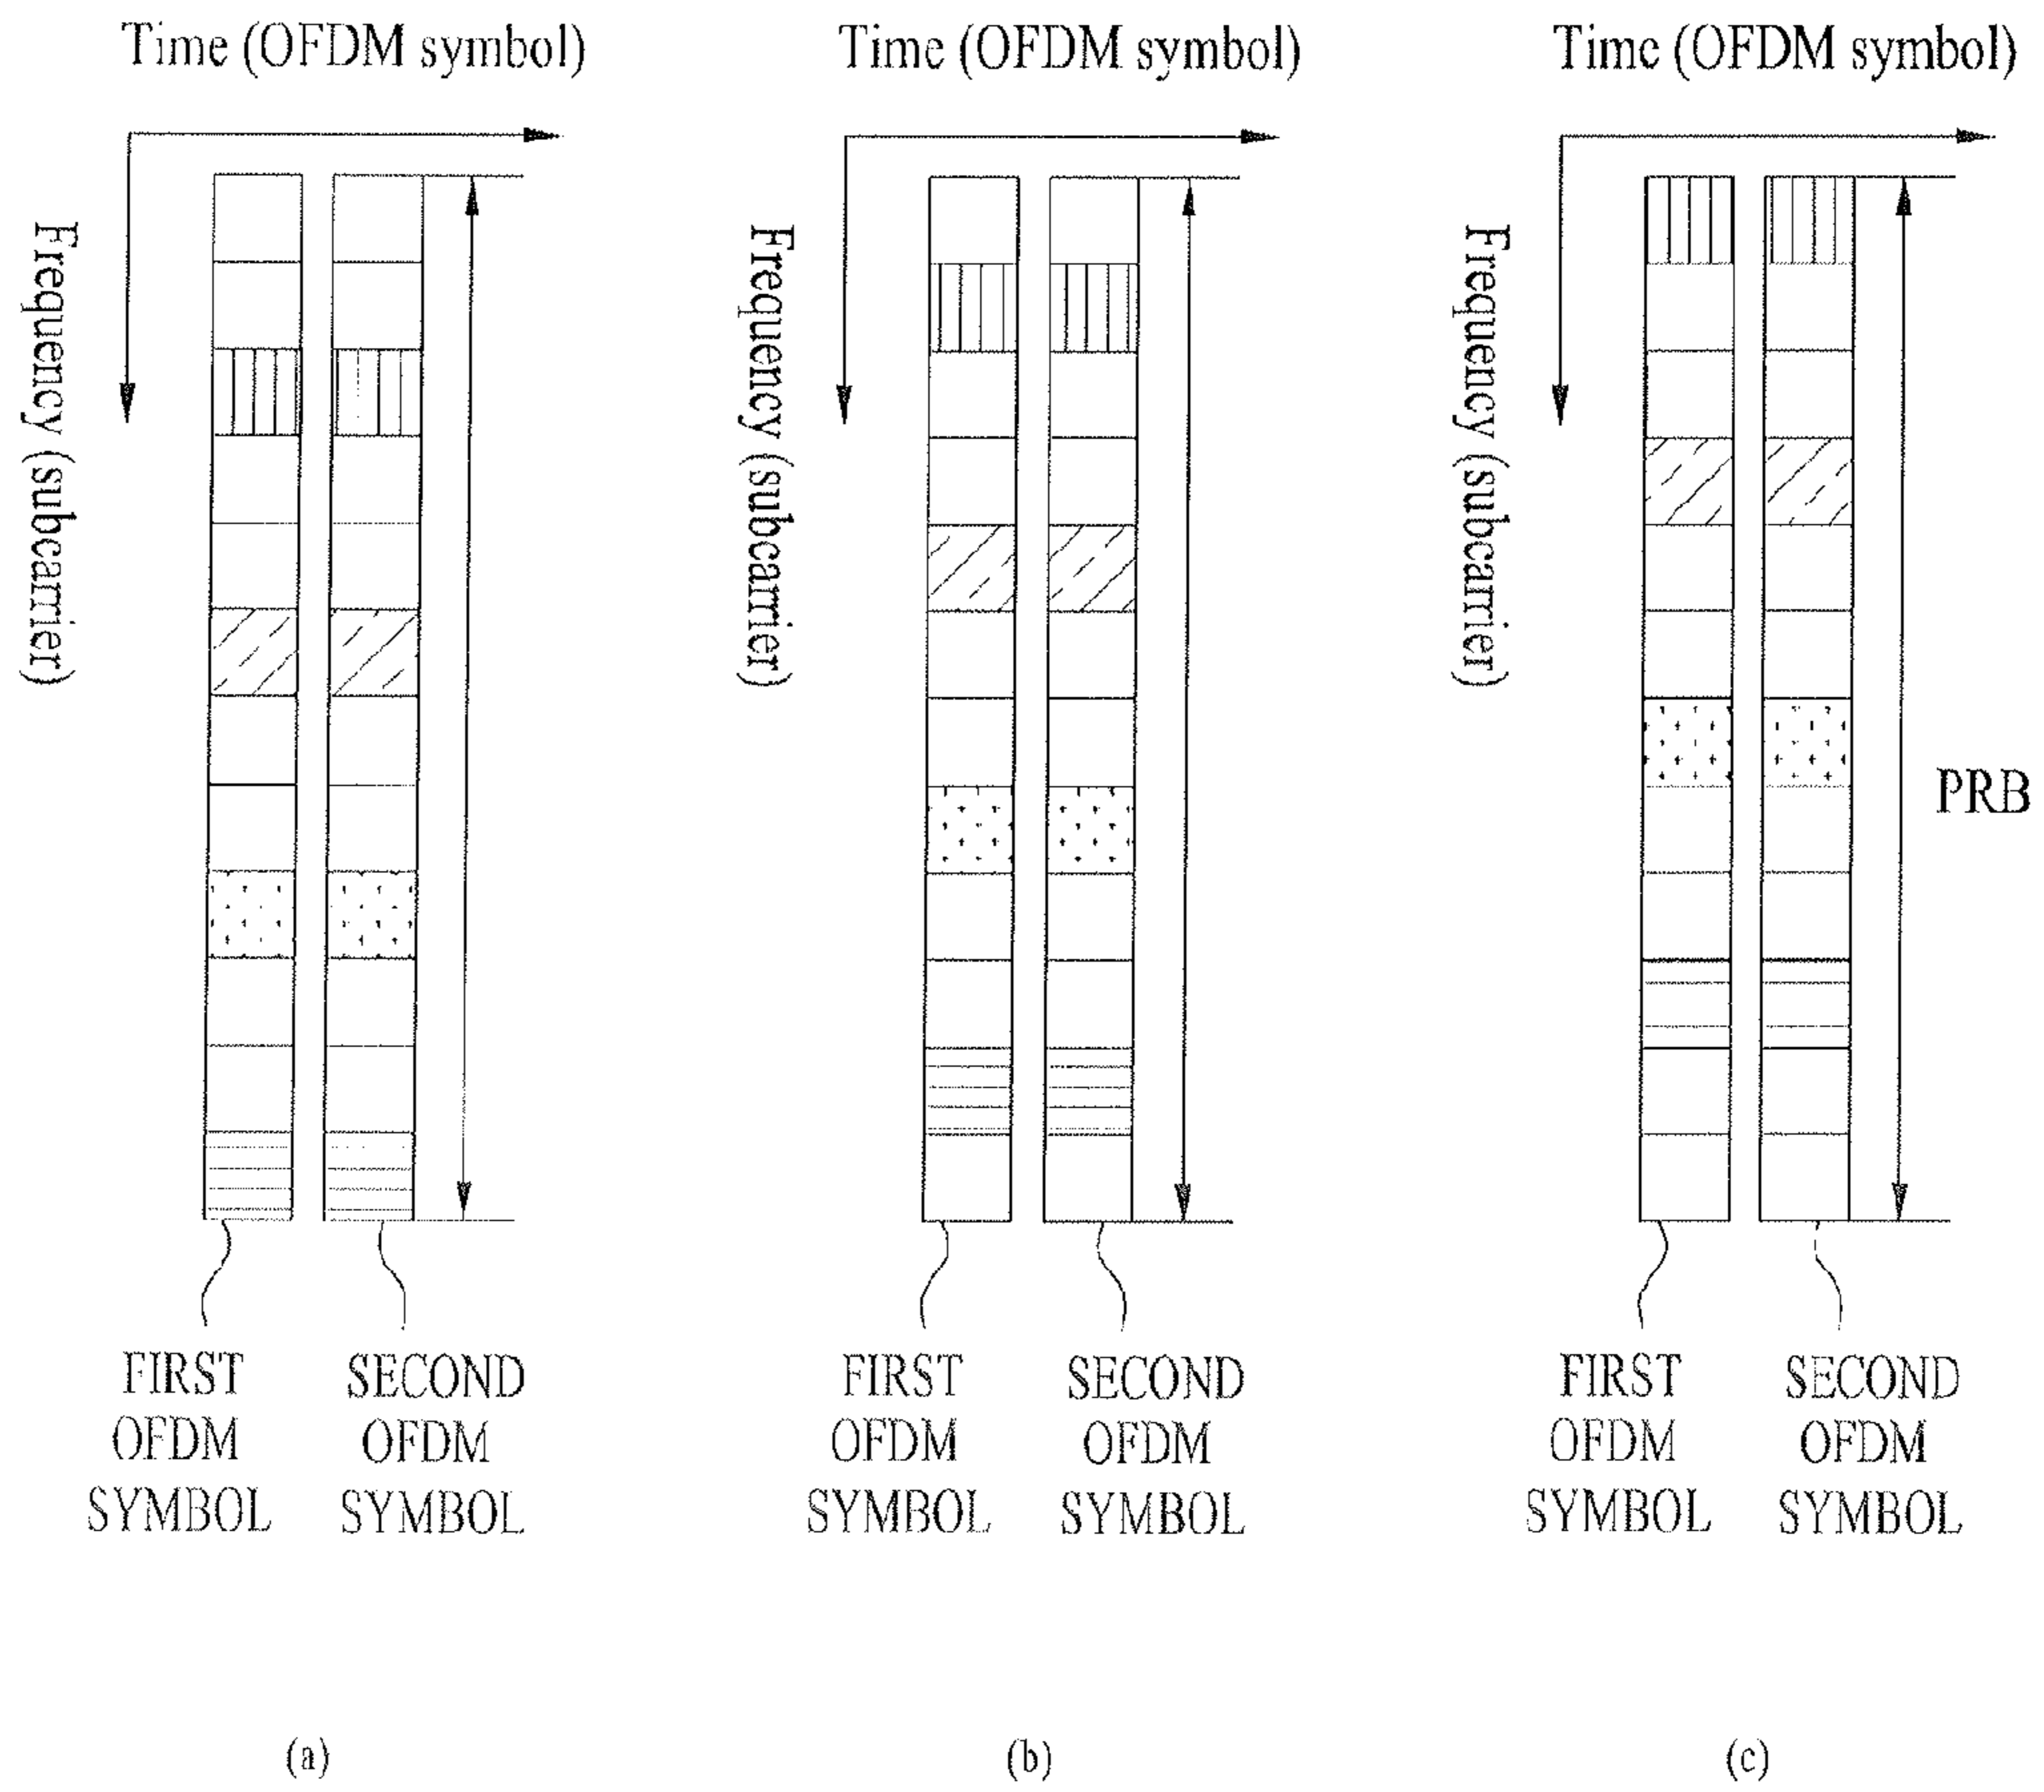 Time (OFDM symbol)
Frequency (subcarrier)
FIRST
OFDM
SYMBOL
SECOND
OFDM
SYMBOL
(a)
Time (OFDM symbol)
Frequency (subcarrier)
FIRST
OFDM
SYMBOL
SECOND
OFDM
SYMBOL
(b)
Time (OFDM symbol)
Frequency (subcarrier)
PRB
FIRST
OFDM
SYMBOL
SECOND
OFDM
SYMBOL
(c)